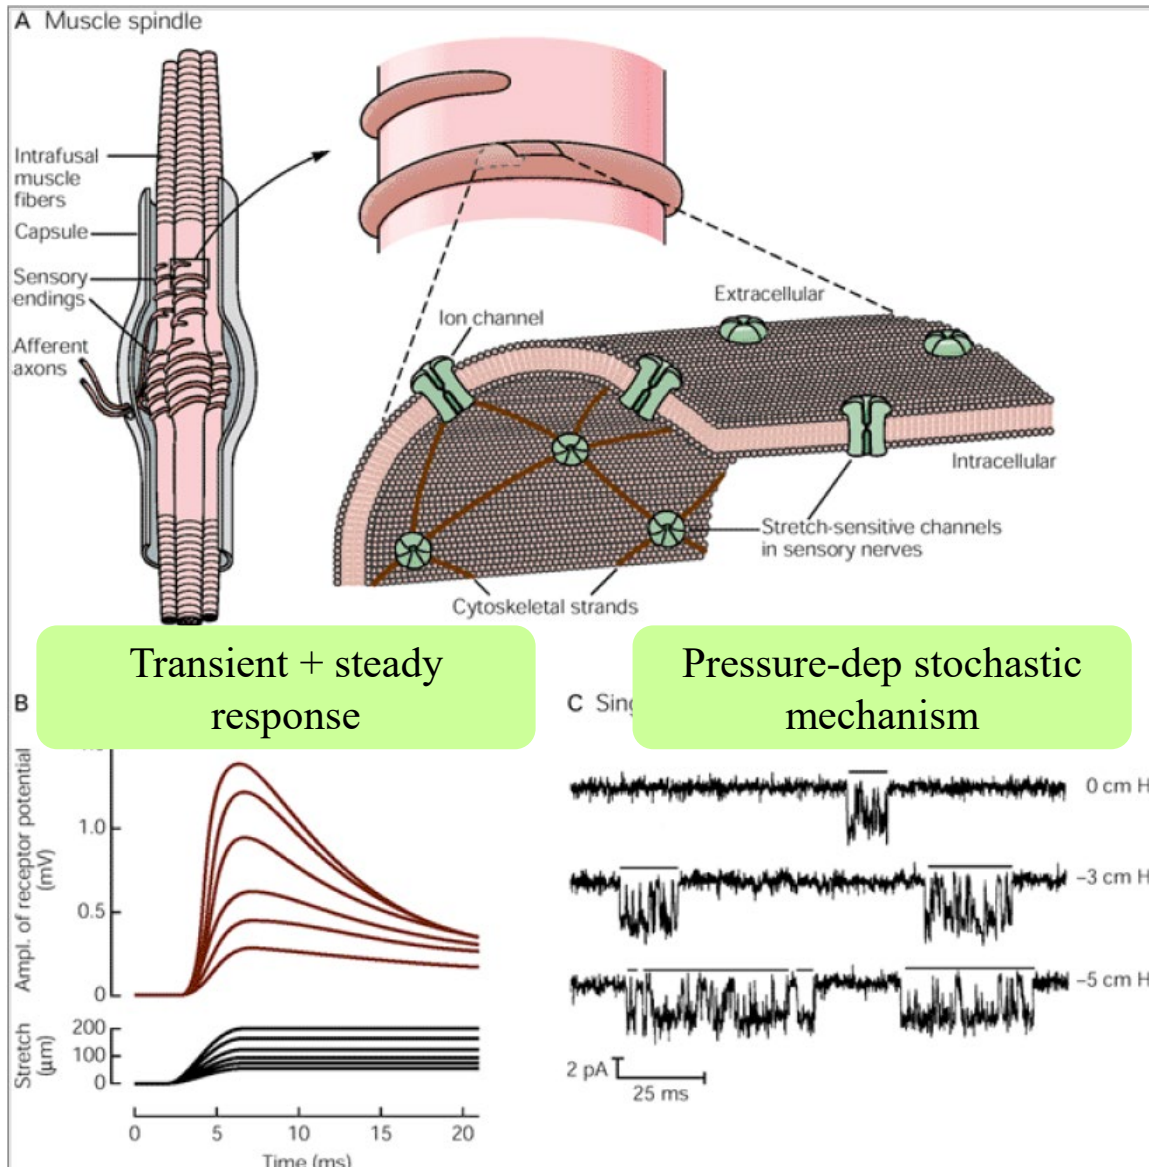 A Muscle spindle
Intrafusal
muscle
fibers
Capsule
Sensory
endings
Afferent
axons
Ion channel
Extracellular
Intracellular
Stretch-sensitive channels
in sensory nerves
Cytoskeletal strands
Transient + steady
response
Pressure-dep stochastic
mechanism
B
Ampl. of receptor potential
(mV)
1.0
0.5
0
Stretch
(μm)
200
100
0
0 5 10 15 20
Time (ms)
C
0 cm H
–3 cm H
–5 cm H
2 pA
25 ms